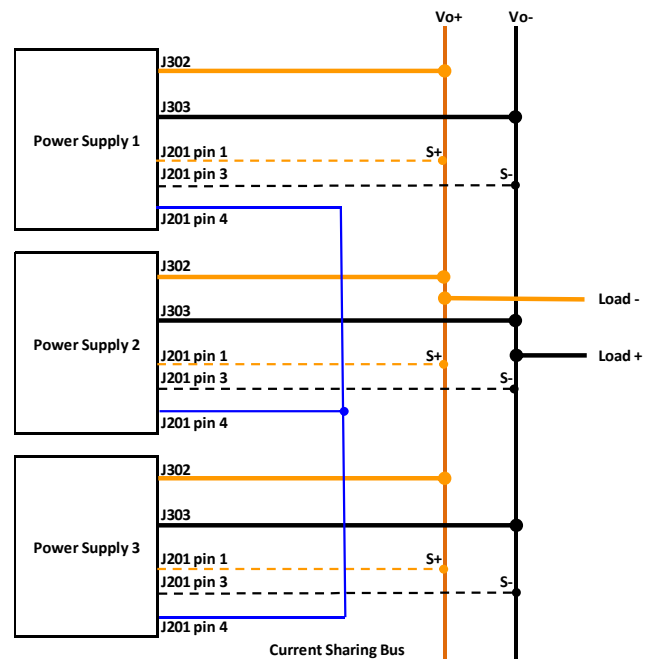 Vo+
Vo-
J302
J303
Power Supply 1
J201 pin 1
S+
J201 pin 3
S-
J201 pin 4
J302
Load -
J303
Power Supply 2
J201 pin 1
S+
Load +
J201 pin 3
S-
J201 pin 4
J302
J303
Power Supply 3
J201 pin 1
S+
J201 pin 3
S-
J201 pin 4
Current Sharing Bus